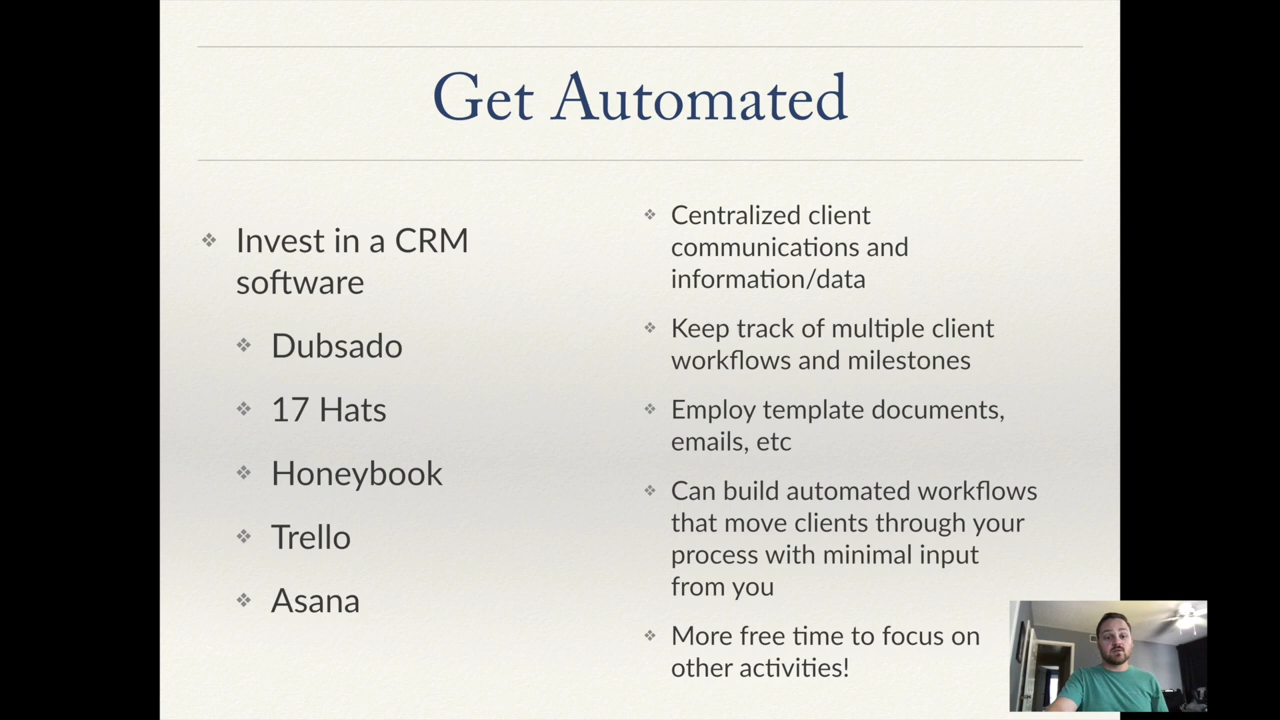 Get Automated
Invest in a CRM
software
Dubsado
17 Hats
Honeybook
Trello
Asana
Centralized client
communications and
information/data
Keep track of multiple client
workflows and milestones
Employ template documents,
emails, etc
Can build automated workflows
that move clients through your
process with minimal input
from you
More free time to focus on
other activities!